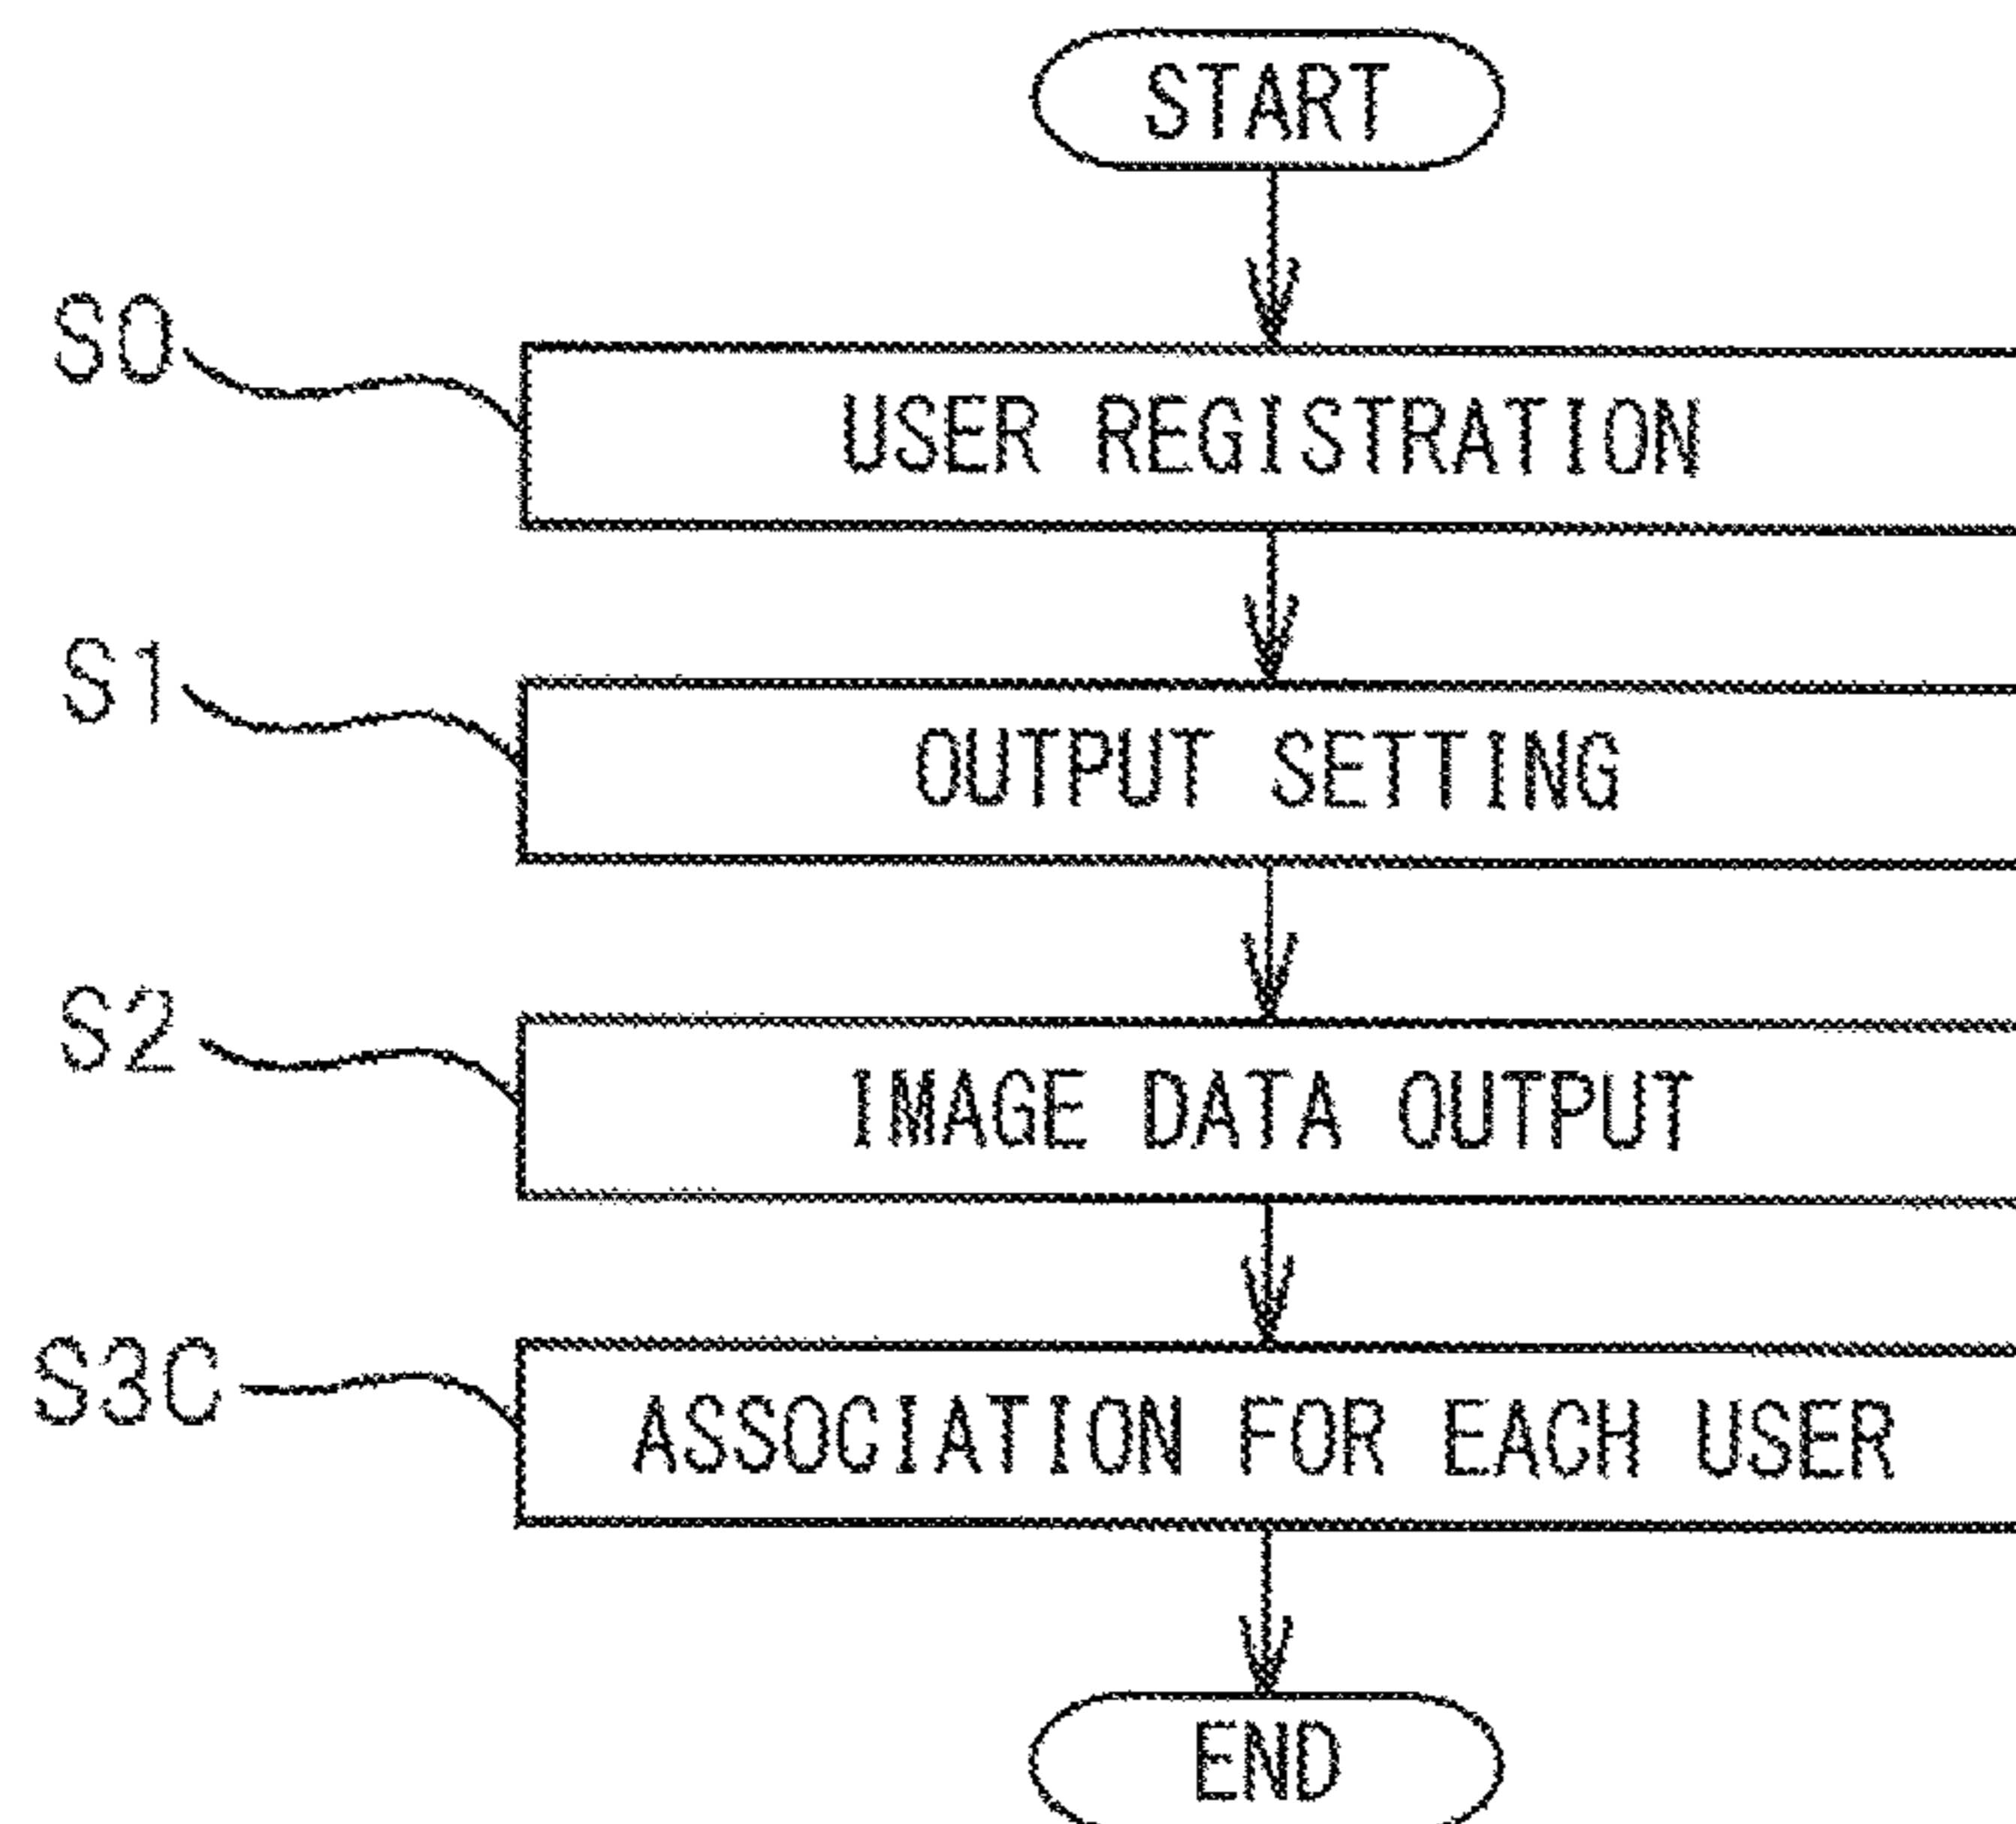 START
S0
USER REGISTRATION
S1
OUTPUT SETTING
S2
IMAGE DATA OUTPUT
S3C
ASSOCIATION FOR EACH USER
END